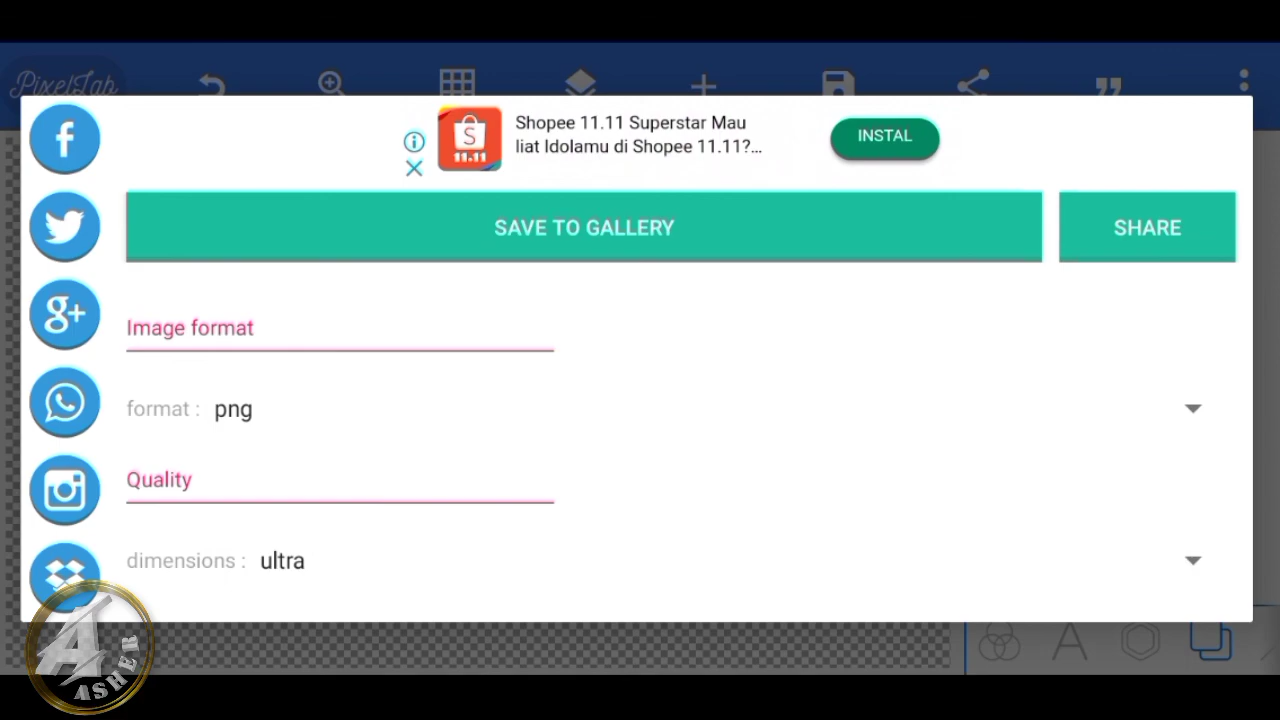 PixelLab
Shopee 11.11 Superstar Mau
liat Idolamu di Shopee 11.11?...
INSTAL
S
11.11
SAVE TO GALLERY
SHARE
Image format
format : png
Quality
dimensions : ultra
A
ASHER